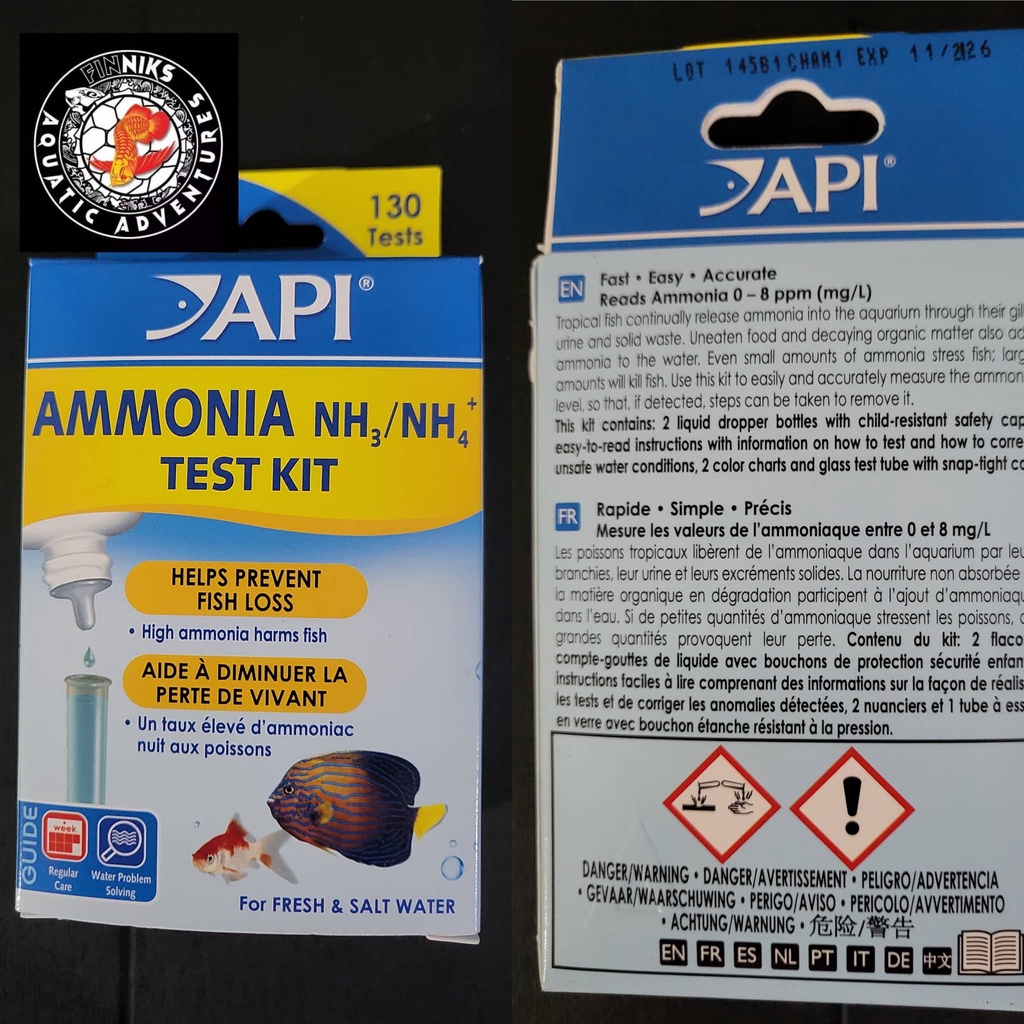 FINNIKS
AQUATIC ADVENTURES
130
Tests
API®
AMMONIA NH₃/NH₄⁺
TEST KIT
HELPS PREVENT
FISH LOSS
• High ammonia harms fish
AIDE À DIMINUER LA
PERTE DE VIVANT
• Un taux élevé d'ammoniac
nuit aux poissons
GUIDE
week
Regular
Care
Water Problem
Solving
For FRESH & SALT WATER
LOT 14581CHAM1 EXP 11/2026
API®
EN
Fast • Easy • Accurate
Reads Ammonia 0 – 8 ppm (mg/L)
Tropical fish continually release ammonia into the aquarium through their
urine and solid waste. Uneaten food and decaying organic matter also
ammonia to the water. Even small amounts of ammonia stress fish;
amounts will kill fish. Use this kit to easily and accurately measure the
level, so that, if detected, steps can be taken to remove it.
This kit contains: 2 liquid dropper bottles with child-resistant safety
easy-to-read instructions with information on how to test and how to
unsafe water conditions, 2 color charts and glass test tube with snap-tight
FR
Rapide • Simple • Précis
Mesure les valeurs de l'ammoniaque entre 0 et 8 mg/L
Les poissons tropicaux libèrent de l'ammoniaque dans l'aquarium par
branchies, leur urine et leurs excréments solides. La nourriture non absorbée
la matière organique en dégradation participent à l'ajout
dans l'eau. Si de petites quantités d'ammoniaque stressent les poissons,
grandes quantités provoquent leur perte. Contenu du kit: 2
compte-gouttes de liquide avec bouchons de protection sécurité
instructions faciles à lire comprenant des informations sur la façon de
les tests et de corriger les anomalies détectées, 2 nuanciers et 1 tube à
en verre avec bouchon étanche résistant à la pression.
DANGER/WARNING • DANGER/AVERTISSEMENT • PELIGRO/ADVERTENCIA
• GEVAAR/WAARSCHUWING • PERIGO/AVISO • PERICOLO/AVVERTIMENTO
• ACHTUNG/WARNUNG • 危险/警告
EN FR ES NL PT IT DE 中文